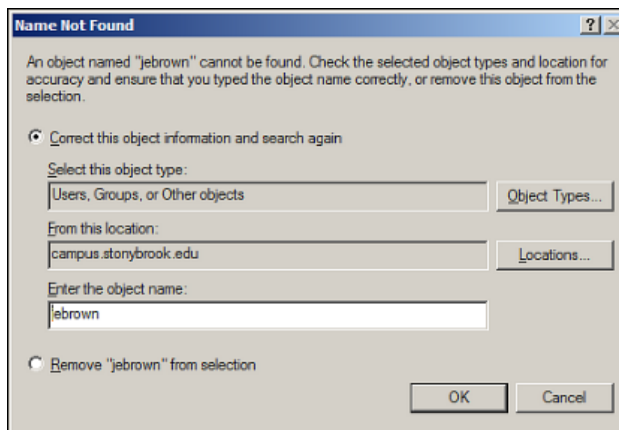 Name Not Found
An object named "jebrown" cannot be found. Check the selected object types and location for
accuracy and ensure that you typed the object name correctly, or remove this object from the
selection.
Correct this object information and search again
Select this object type:
Users, Groups, or Other objects
Object Types...
From this location:
campus.stonybrook.edu
Locations...
Enter the object name:
jebrown
Remove "jebrown" from selection
OK
Cancel